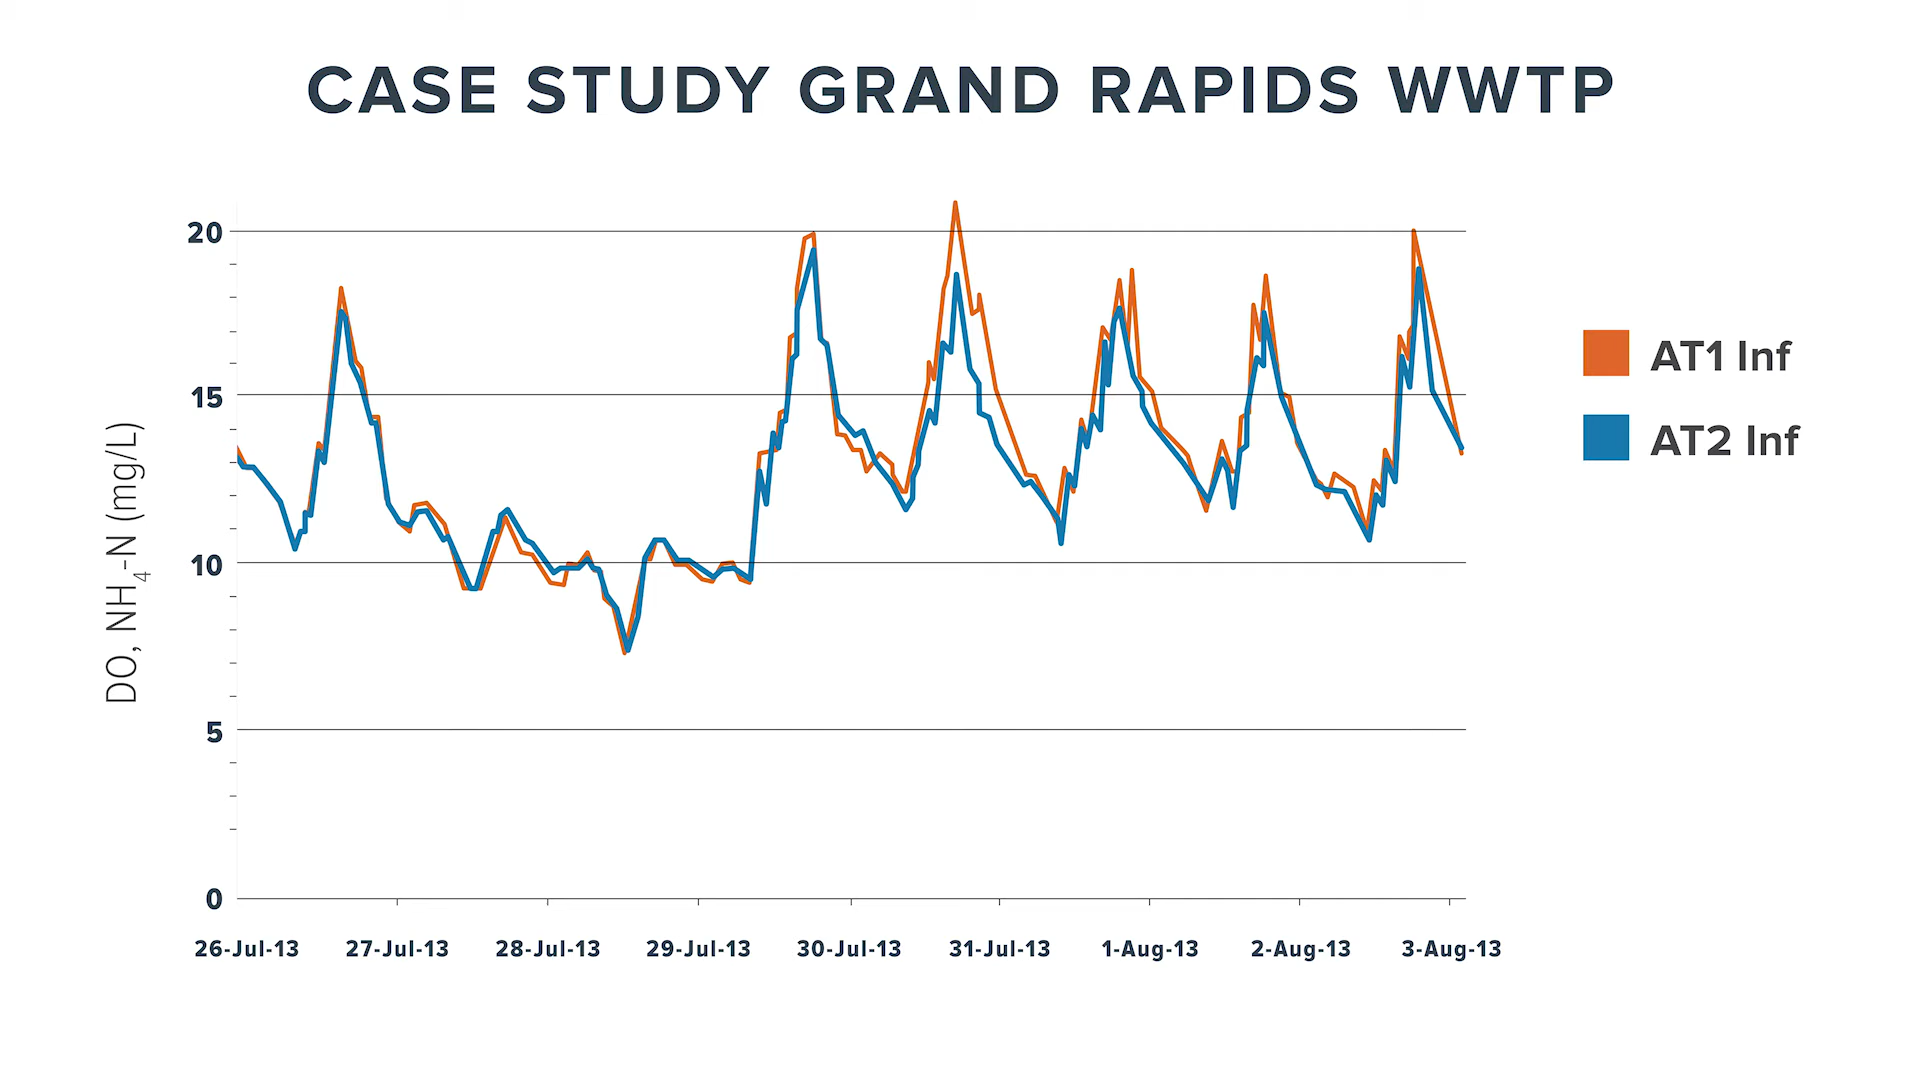 CASE STUDY GRAND RAPIDS WWTP
DO, NH4-N (mg/L)
20
15
10
5
0
26-Jul-13 27-Jul-13 28-Jul-13 29-Jul-13 30-Jul-13 31-Jul-13 1-Aug-13 2-Aug-13 3-Aug-13
AT1 Inf
AT2 Inf